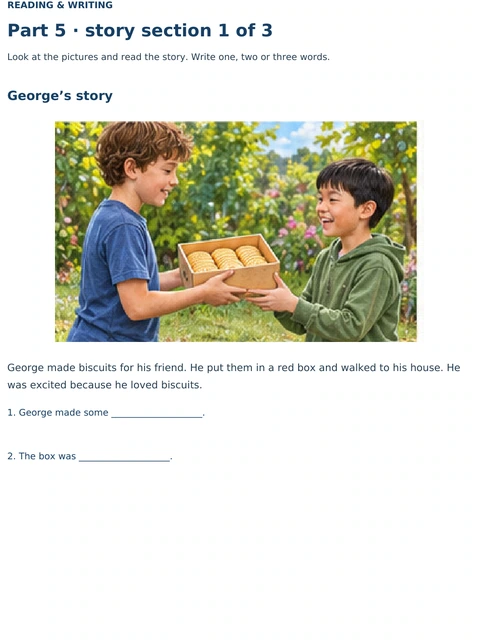 READING & WRITING
Part 5 · story section 1 of 3
Look at the pictures and read the story. Write one, two or three words.
George’s story
George made biscuits for his friend. He put them in a red box and walked to his house. He
was excited because he loved biscuits.
1. George made some ___________________.
2. The box was ___________________.